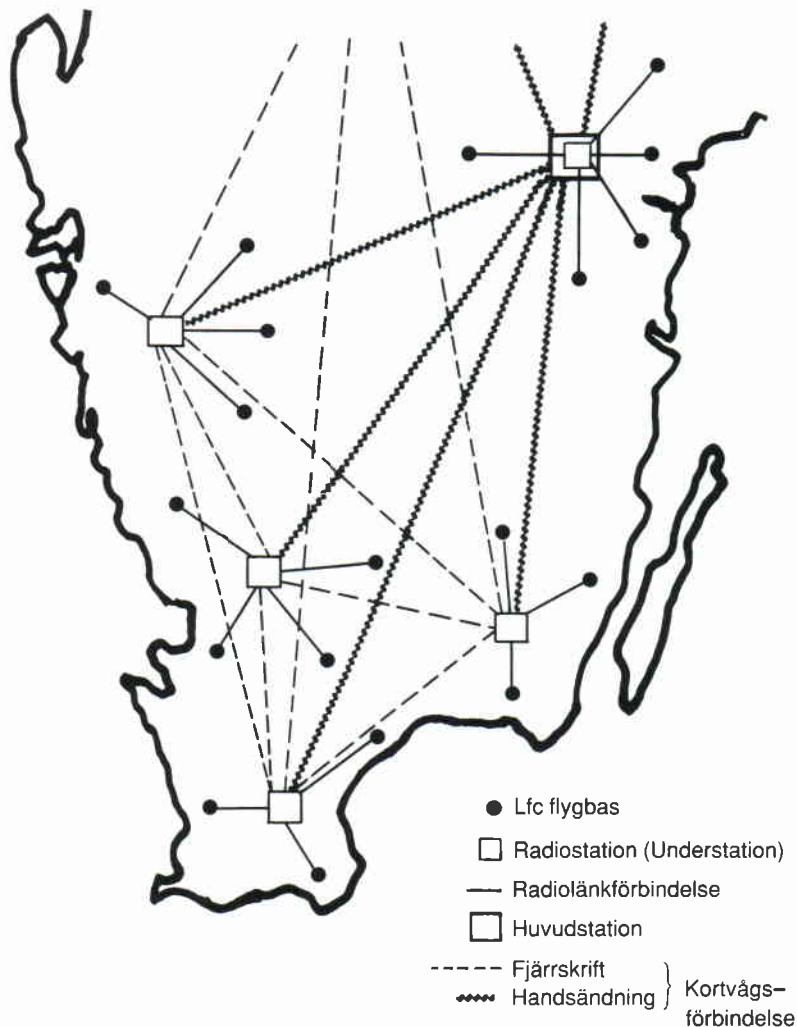 Lfc flygbas
Radiostation (Understation)
Radiolänkförbindelse
Huvudstation
Fjärrskrift
Handsändning
Kortvågs–
förbindelse